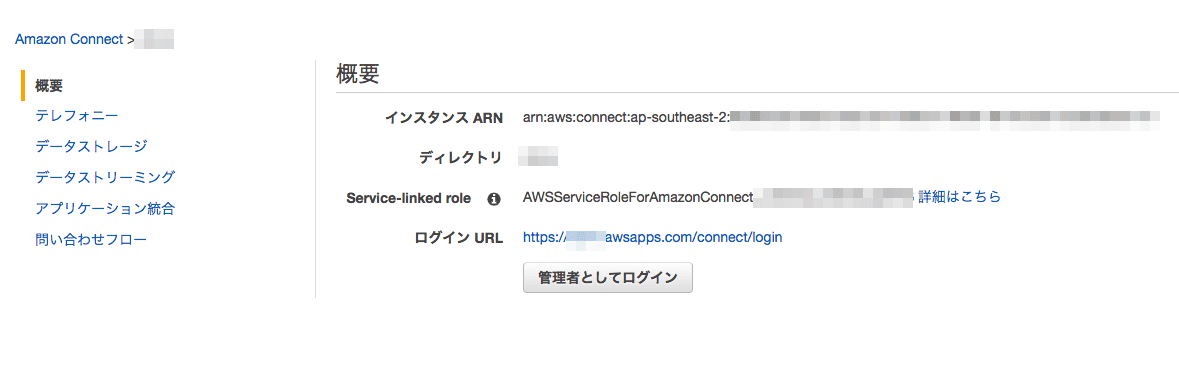 Amazon Connect >
概要
テレフォニー
データストレージ
データストリーミング
アプリケーション統合
問い合わせフロー
概要
インスタンス ARN arn:aws:connect:ap-southeast-2:
ディレクトリ
Service-linked role AWSServiceRoleForAmazonConnect 詳細はこちら
ログイン URL https:/ awsapps.com/connect/login
管理者としてログイン